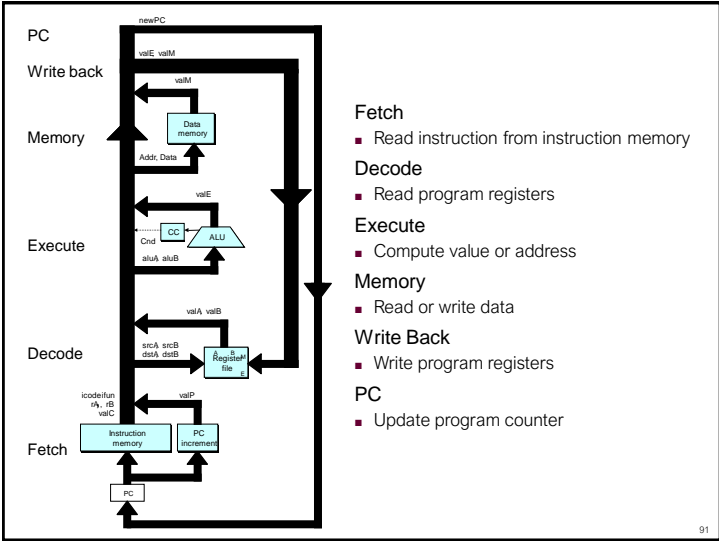 newPC
PC
valE, valM
Write back
valM
Data
memory
Memory
Addr, Data
valE
CC
ALU
Cnd
Execute
aluA, aluB
valA, valB
srcA, srcB
dstA, dstB
A B M
Register
file
E
Decode
icode ifun
rA, rB
valC
valP
Instruction
memory
PC
increment
Fetch
PC
Fetch
▪ Read instruction from instruction memory
Decode
▪ Read program registers
Execute
▪ Compute value or address
Memory
▪ Read or write data
Write Back
▪ Write program registers
PC
▪ Update program counter
91